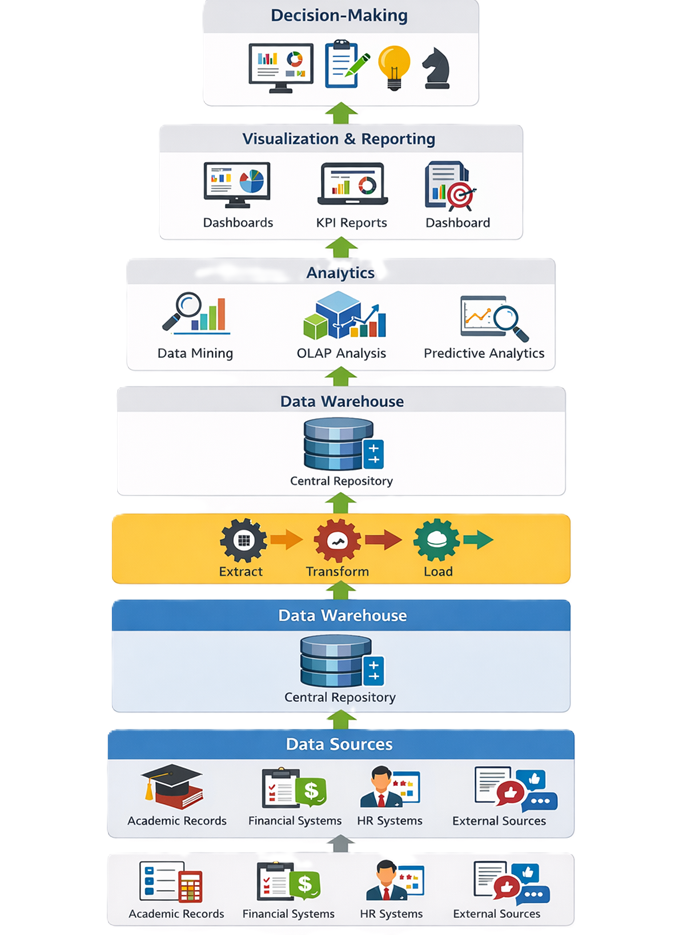 Decision-Making
Visualization & Reporting
Dashboards KPI Reports Dashboard
Analytics
Data Mining OLAP Analysis Predictive Analytics
Data Warehouse
Central Repository
Extract Transform Load
Data Warehouse
Central Repository
Data Sources
Academic Records Financial Systems HR Systems External Sources
Academic Records Financial Systems HR Systems External Sources